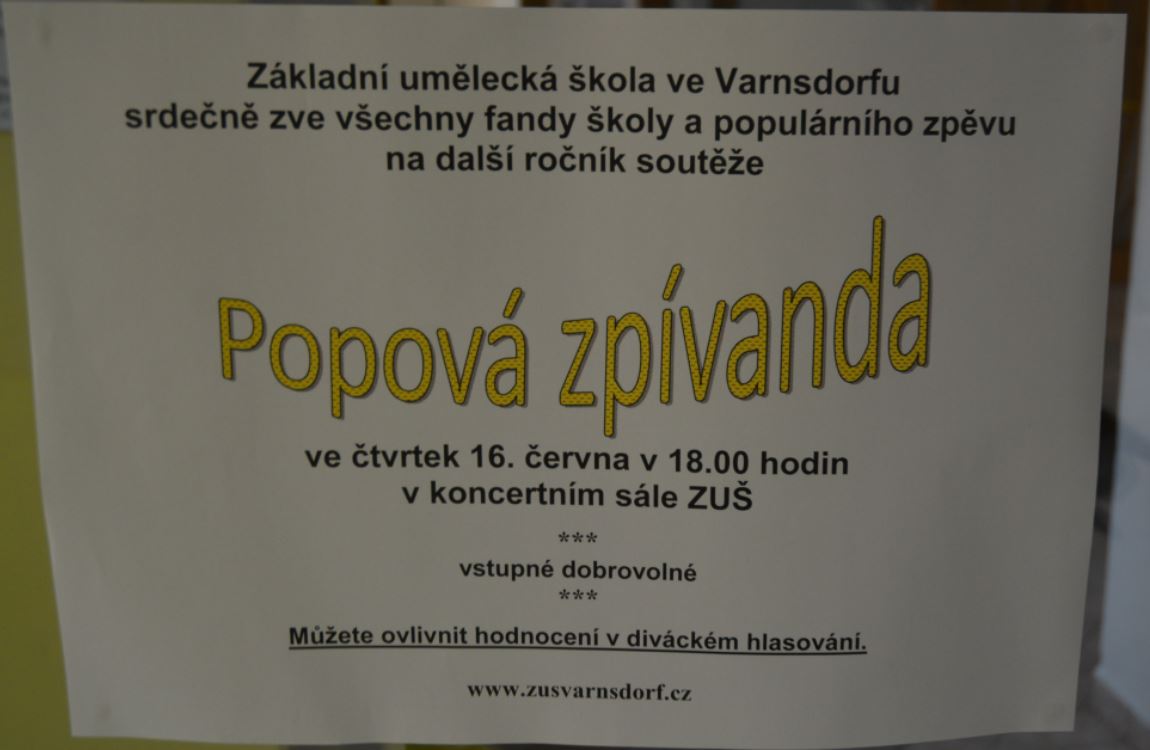 Základní umělecká škola ve Varnsdorfu
srdečně zve všechny fandy školy a populárního zpěvu
na další ročník soutěže
Popová zpívanda
ve čtvrtek 16. června v 18.00 hodin
v koncertním sále ZUŠ
***
vstupné dobrovolné
***
Můžete ovlivnit hodnocení v diváckém hlasování.
www.zusvarnsdorf.cz